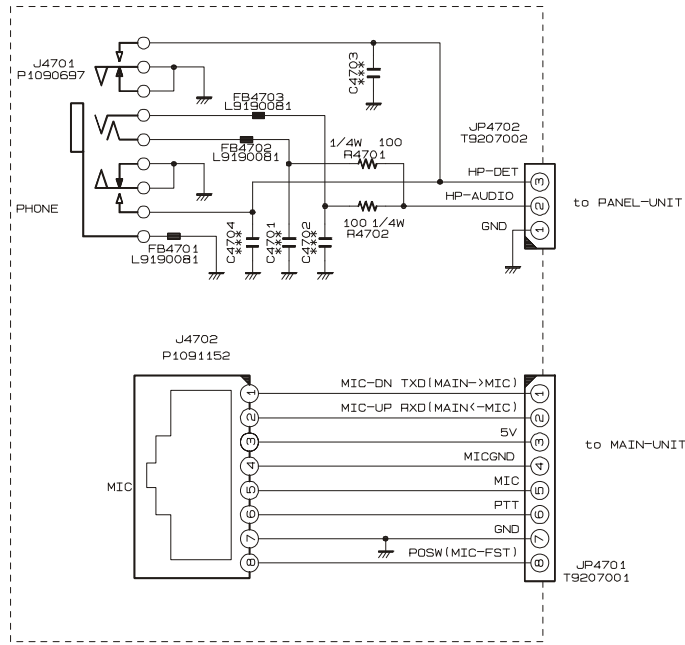 J4701
P1090697
C4703
***
FB4703
L9190081
FB4702
L9190081
1/4W 100
R4701
JP4702
T9207002
HP-DET
3
HP-AUDIO
2
to PANEL-UNIT
GND
1
PHONE
100 1/4W
R4702
FB4701
L9190081
C4704
***
C4701
***
C4702
***
J4702
P1091152
1
MIC-DN TXD(MAIN->MIC)
1
2
MIC-UP RXD(MAIN<-MIC)
2
3
5V
3
to MAIN-UNIT
4
MICGND
4
MIC
5
MIC
5
6
PTT
6
7
GND
7
8
POSW(MIC-FST)
8
JP4701
T9207001